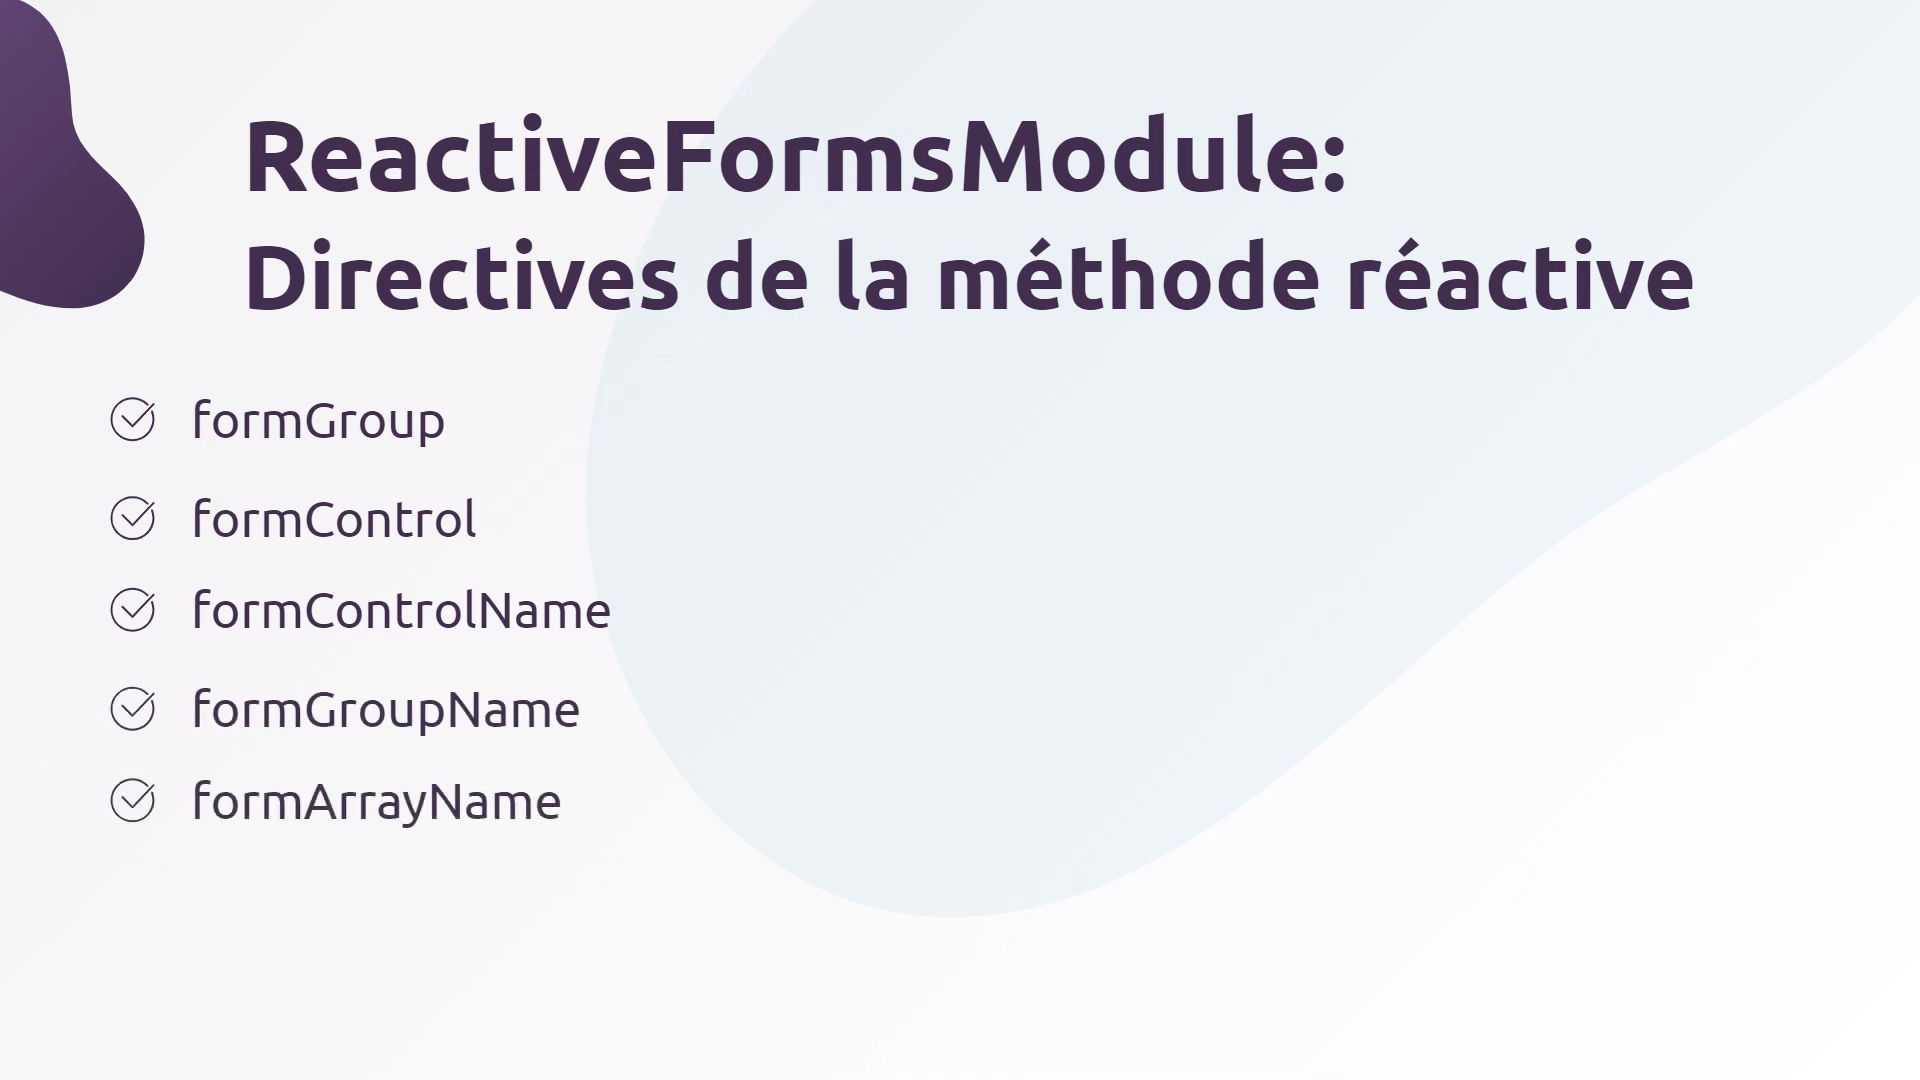 ReactiveFormsModule:
Directives de la méthode réactive
formGroup
formControl
formControlName
formGroupName
formArrayName